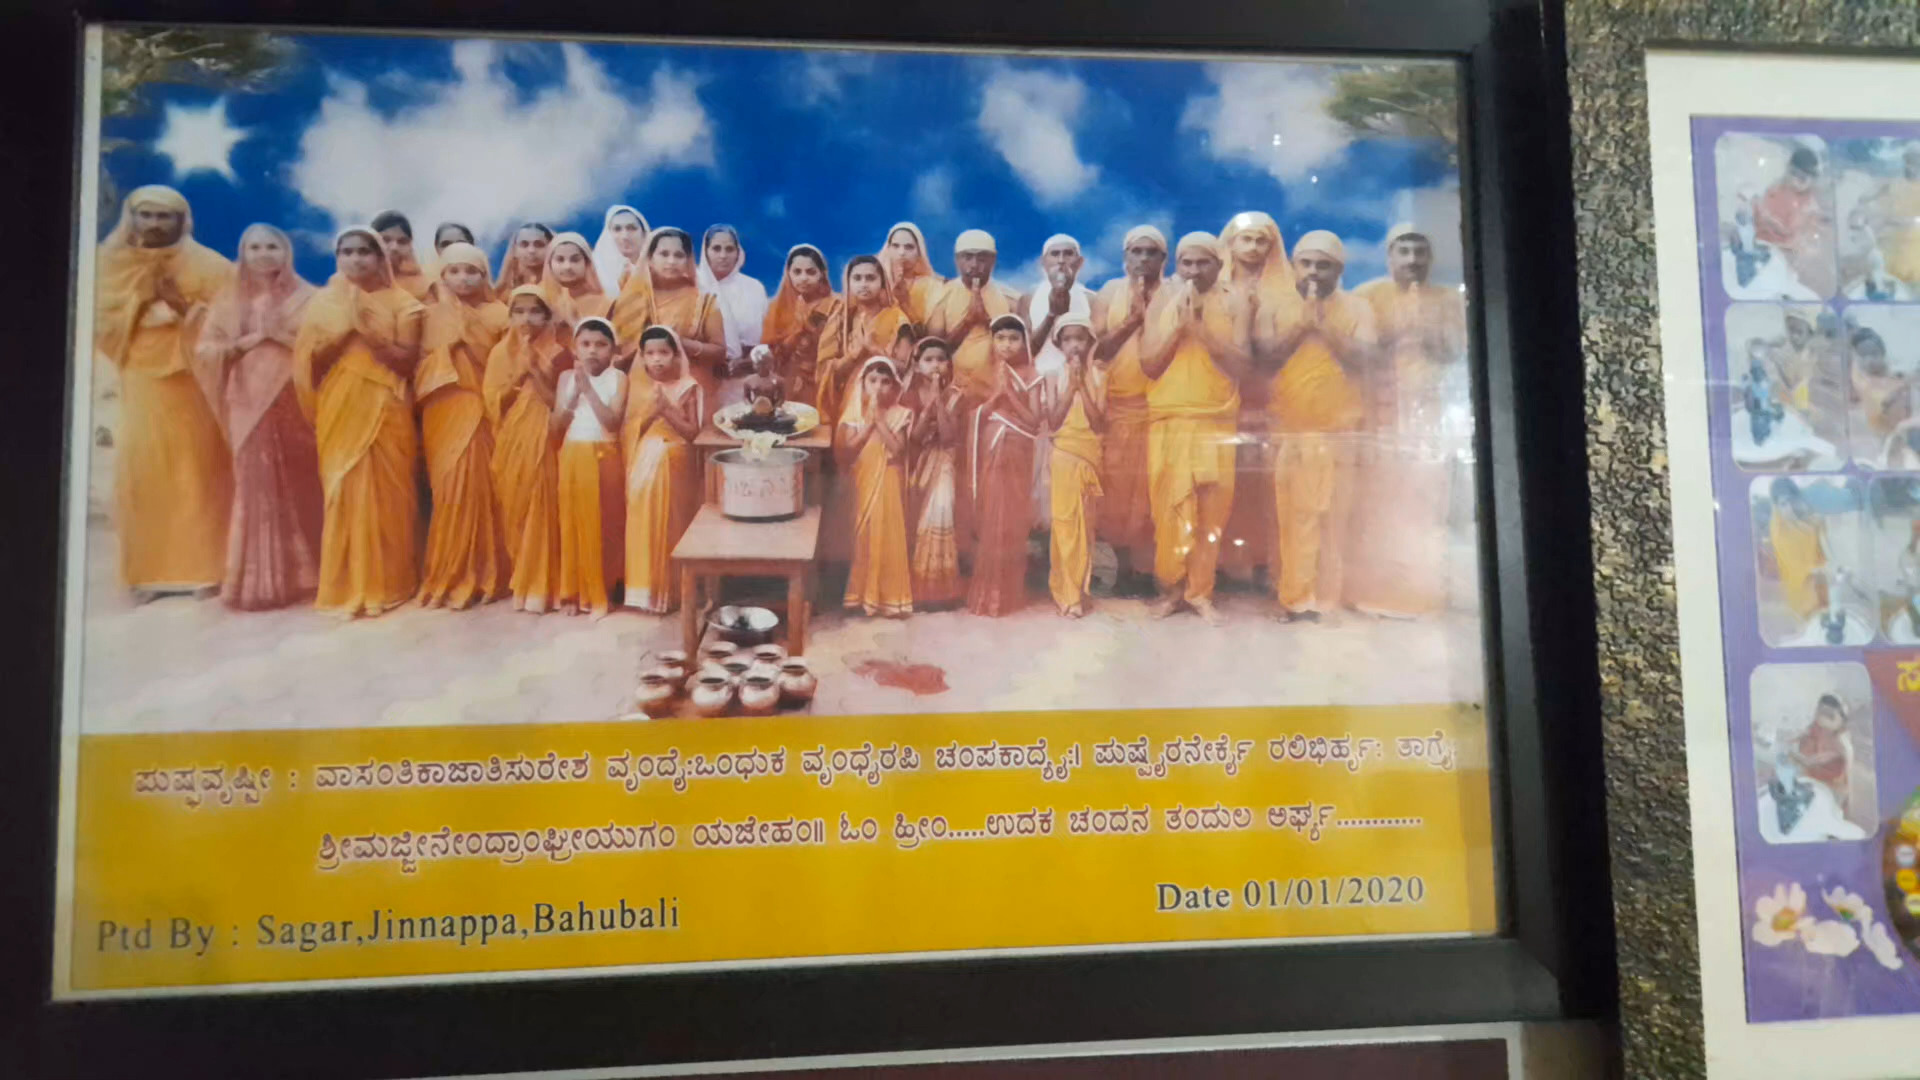 ಪುಷ್ಪವೃಷ್ಟೀ : ವಾಸಂತಿಕಾಜಾತಿಸುರೇಶ ವೃಂದೈಃಒಂಧುಕ ವೃಂಧೈರಪಿ ಚಂಪಕಾದ್ಯೈಃ। ಪುಷ್ಪೈರನೇರ್ಕೈ ರಲಿಭಿರ್ಹೃ: ತಾಗ್ರೈ
ಶ್ರೀಮಜ್ಜೀನೇಂದ್ರಾಂಘ್ರೀಯುಗಂ ಯಜೇಹಂ॥ ಓಂ ಹ್ರೀಂ.....ಉದಕ ಚಂದನ ತಂದುಲ ಅರ್ಘ್ಯ............
Ptd By : Sagar,Jinnappa,Bahubali
Date 01/01/2020